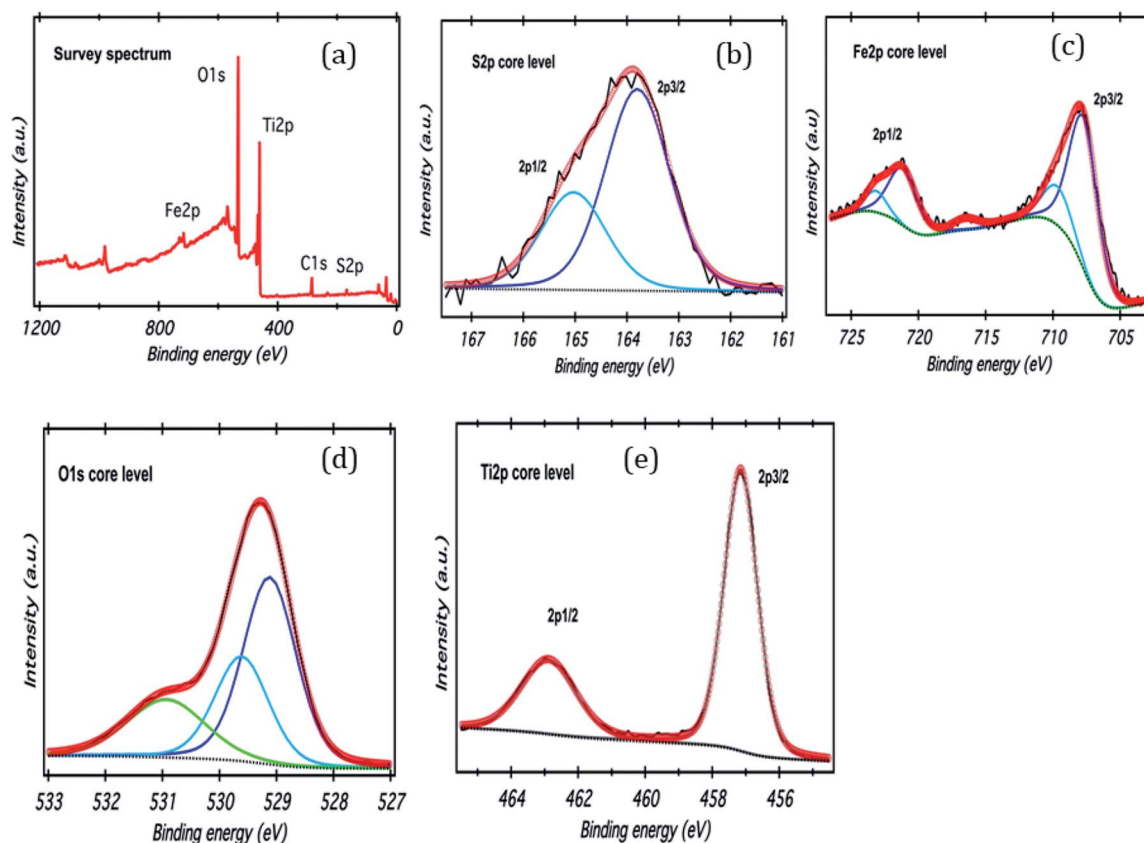 Survey spectrum
(a)
O1s
Ti2p
Fe2p
C1s
S2p
Intensity (a.u.)
1200 800 400 0
Binding energy (eV)
S2p core level
(b)
2p3/2
2p1/2
Intensity (a.u.)
167 166 165 164 163 162 161
Binding energy (eV)
Fe2p core level
(c)
2p3/2
2p1/2
Intensity (a.u)
725 720 715 710 705
Binding energy (eV)
O1s core level
(d)
Intensity (a.u.)
533 532 531 530 529 528 527
Binding energy (eV)
Ti2p core level
(e)
2p3/2
2p1/2
Intensity (a.u.)
464 462 460 458 456
Binding energy (eV)